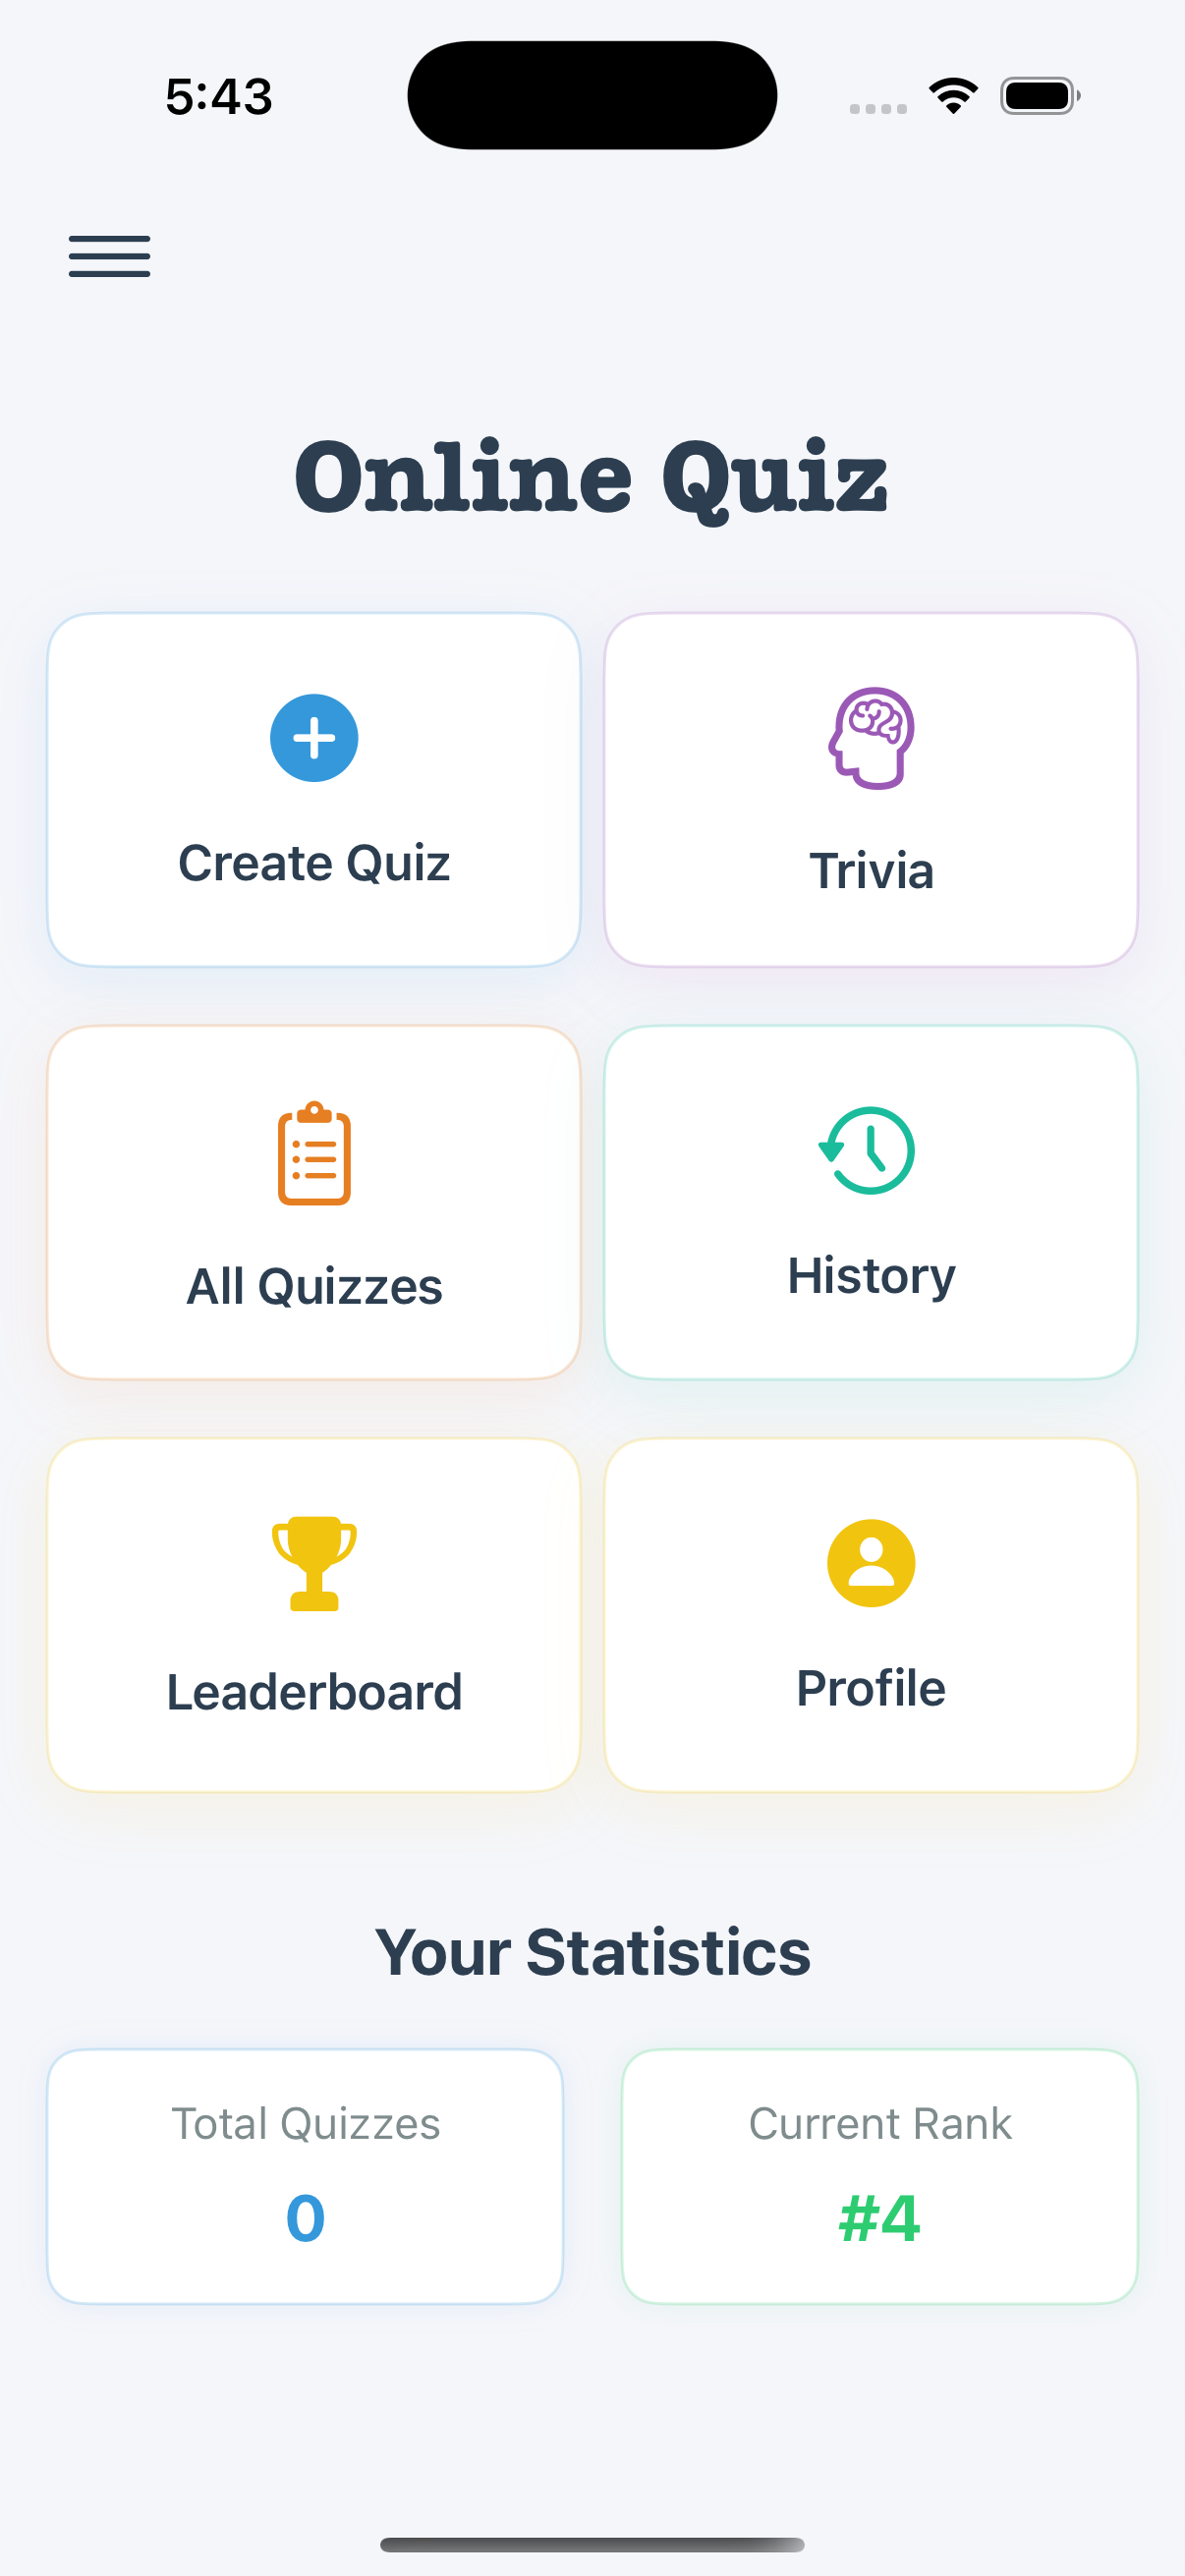 5:43
Online Quiz
Create Quiz
Trivia
All Quizzes
History
Leaderboard
Profile
Your Statistics
Total Quizzes
Current Rank
0
#4